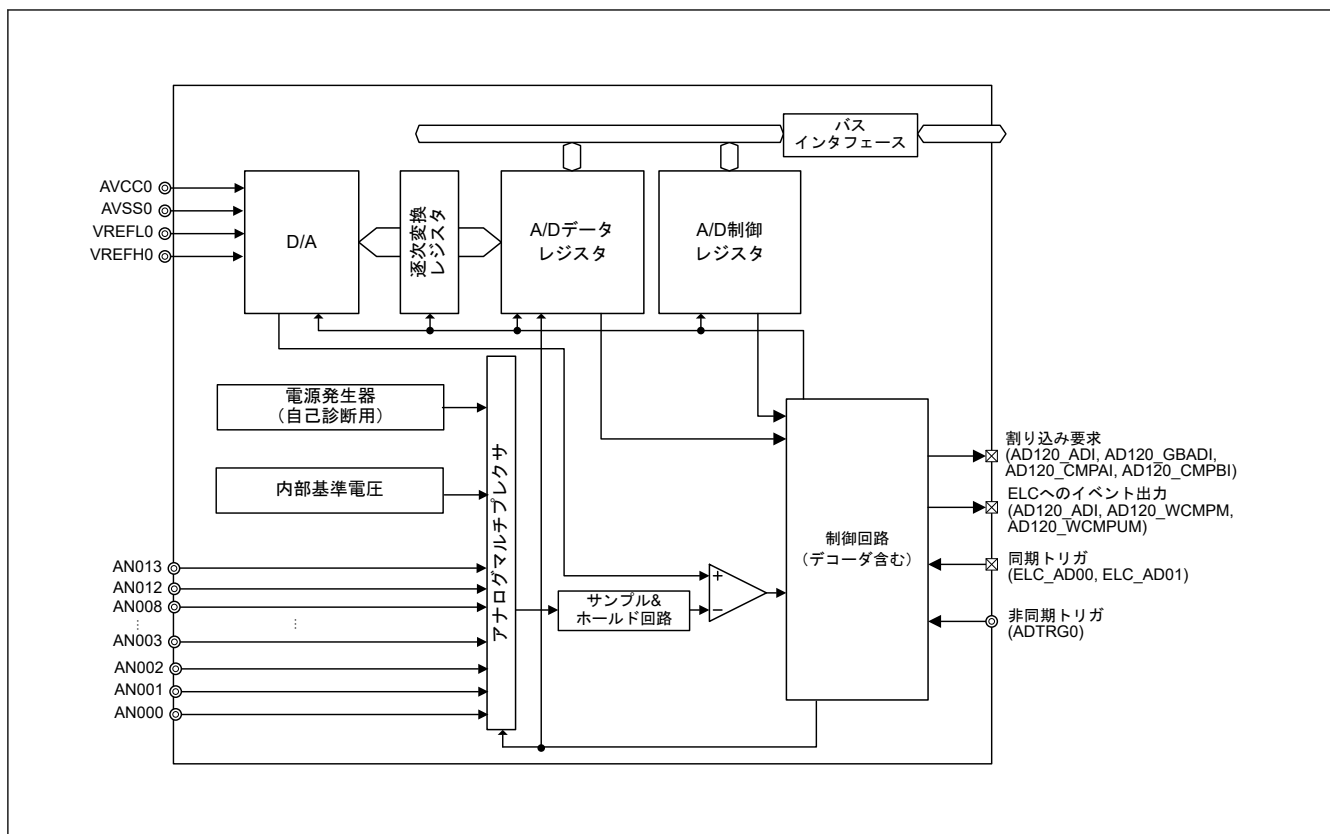 バス
インタフェース
AVCC0
AVSS0
VREFL0
VREFH0
D/A
逐次変換
レジスタ
A/Dデータ
レジスタ
A/D制御
レジスタ
電源発生器
（自己診断用）
内部基準電圧
アナログマルチプレクサ
AN013
AN012
AN008
AN003
AN002
AN001
AN000
サンプル&
ホールド回路
+
−
制御回路
（デコーダ含む）
割り込み要求
(AD120_ADI, AD120_GBADI,
AD120_CMPAI, AD120_CMPBI)
ELCへのイベント出力
(AD120_ADI, AD120_WCMPM,
AD120_WCMPUM)
同期トリガ
(ELC_AD00, ELC_AD01)
非同期トリガ
(ADTRG0)